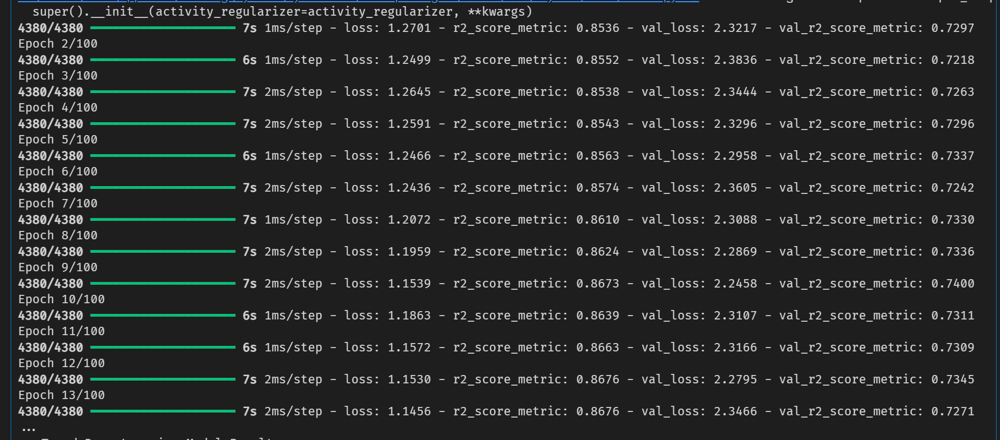 super().__init__(activity_regularizer=activity_regularizer, **kwargs)
4380/4380 7s 1ms/step - loss: 1.2701 - r2_score_metric: 0.8536 - val_loss: 2.3217 - val_r2_score_metric: 0.7297
Epoch 2/100
4380/4380 6s 1ms/step - loss: 1.2499 - r2_score_metric: 0.8552 - val_loss: 2.3836 - val_r2_score_metric: 0.7218
Epoch 3/100
4380/4380 7s 2ms/step - loss: 1.2645 - r2_score_metric: 0.8538 - val_loss: 2.3444 - val_r2_score_metric: 0.7263
Epoch 4/100
4380/4380 7s 2ms/step - loss: 1.2591 - r2_score_metric: 0.8543 - val_loss: 2.3296 - val_r2_score_metric: 0.7296
Epoch 5/100
4380/4380 6s 1ms/step - loss: 1.2466 - r2_score_metric: 0.8563 - val_loss: 2.2958 - val_r2_score_metric: 0.7337
Epoch 6/100
4380/4380 7s 2ms/step - loss: 1.2436 - r2_score_metric: 0.8574 - val_loss: 2.3605 - val_r2_score_metric: 0.7242
Epoch 7/100
4380/4380 7s 1ms/step - loss: 1.2072 - r2_score_metric: 0.8610 - val_loss: 2.3088 - val_r2_score_metric: 0.7330
Epoch 8/100
4380/4380 7s 2ms/step - loss: 1.1959 - r2_score_metric: 0.8624 - val_loss: 2.2869 - val_r2_score_metric: 0.7336
Epoch 9/100
4380/4380 7s 2ms/step - loss: 1.1539 - r2_score_metric: 0.8673 - val_loss: 2.2458 - val_r2_score_metric: 0.7400
Epoch 10/100
4380/4380 6s 1ms/step - loss: 1.1863 - r2_score_metric: 0.8639 - val_loss: 2.3107 - val_r2_score_metric: 0.7311
Epoch 11/100
4380/4380 6s 1ms/step - loss: 1.1572 - r2_score_metric: 0.8663 - val_loss: 2.3166 - val_r2_score_metric: 0.7309
Epoch 12/100
4380/4380 7s 2ms/step - loss: 1.1530 - r2_score_metric: 0.8676 - val_loss: 2.2795 - val_r2_score_metric: 0.7345
Epoch 13/100
4380/4380 7s 2ms/step - loss: 1.1456 - r2_score_metric: 0.8676 - val_loss: 2.3466 - val_r2_score_metric: 0.7271
...